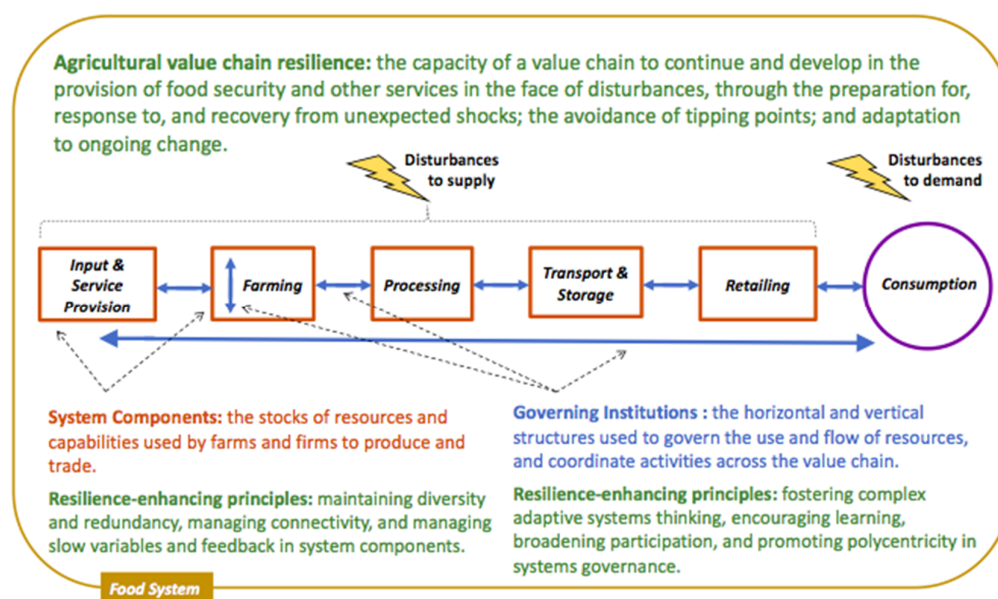 Agricultural value chain resilience: the capacity of a value chain to continue and develop in the
provision of food security and other services in the face of disturbances, through the preparation for,
response to, and recovery from unexpected shocks; the avoidance of tipping points; and adaptation
to ongoing change.
Disturbances
to supply
Disturbances
to demand
Input &
Service
Provision
Farming
Processing
Transport &
Storage
Retailing
Consumption
System Components: the stocks of resources and
capabilities used by farms and firms to produce and
trade.
Resilience-enhancing principles: maintaining diversity
and redundancy, managing connectivity, and managing
slow variables and feedback in system components.
Governing Institutions : the horizontal and vertical
structures used to govern the use and flow of resources,
and coordinate activities across the value chain.
Resilience-enhancing principles: fostering complex
adaptive systems thinking, encouraging learning,
broadening participation, and promoting polycentricity in
systems governance.
Food System